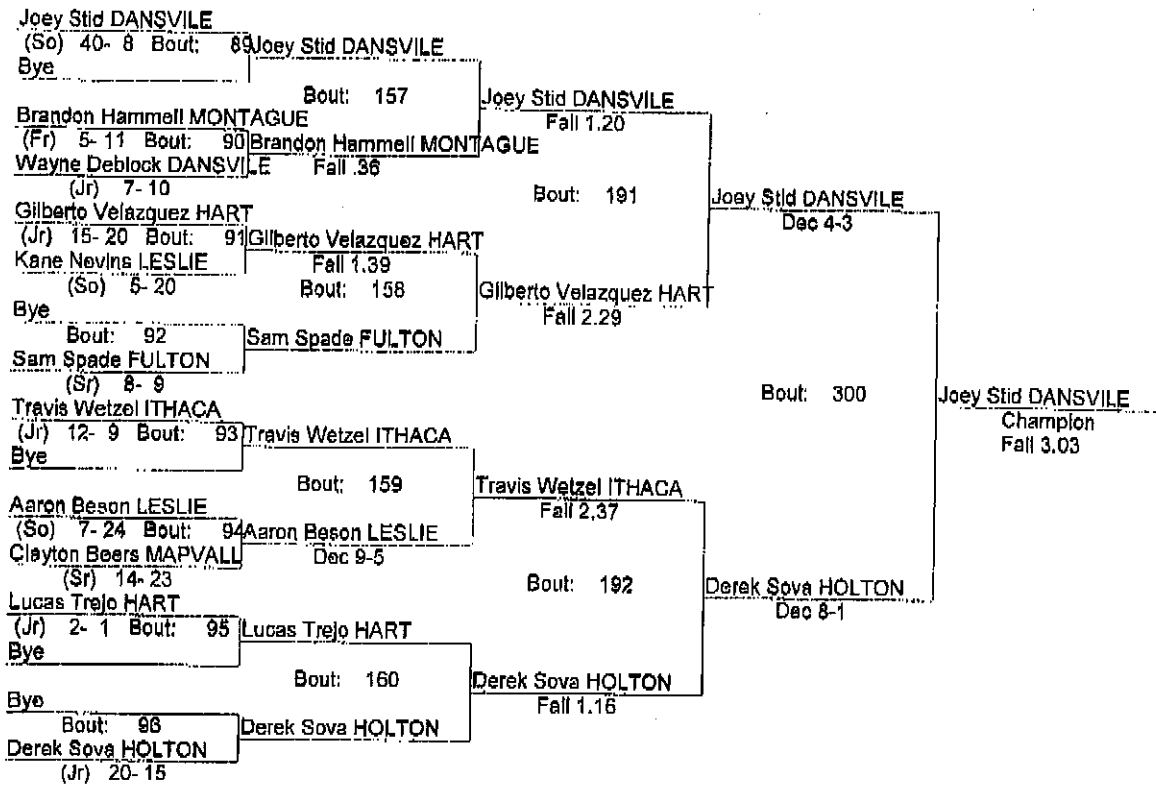 Joey Stid DANSVILE
(So) 40- 8 Bout: 89
Bye
Joey Stid DANSVILE
Bout: 157
Brandon Hammell MONTAGUE
(Fr) 5- 11 Bout: 90
Wayne Deblock DANSVILE
(Jr) 7- 10
Brandon Hammell MONTAGUE
Fall .36
Joey Stid DANSVILE
Fall 1.20
Bout: 191
Gilberto Velazquez HART
(Jr) 15- 20 Bout: 91
Kane Nevins LESLIE
(So) 5- 20
Gilberto Velazquez HART
Fall 1.39
Bout: 158
Bye
Bout: 92
Sam Spade FULTON
(Sr) 8- 9
Sam Spade FULTON
Gilberto Velazquez HART
Fall 2.29
Joey Stid DANSVILE
Dec 4-3
Bout: 300
Travis Wetzel ITHACA
(Jr) 12- 9 Bout: 93
Bye
Travis Wetzel ITHACA
Bout: 159
Aaron Beson LESLIE
(So) 7- 24 Bout: 94
Clayton Beers MAPVALL
(Sr) 14- 23
Aaron Beson LESLIE
Dec 9-5
Travis Wetzel ITHACA
Fall 2.37
Bout: 192
Lucas Trejo HART
(Jr) 2- 1 Bout: 95
Bye
Lucas Trejo HART
Bout: 160
Bye
Bout: 96
Derek Sova HOLTON
(Jr) 20- 15
Derek Sova HOLTON
Derek Sova HOLTON
Fall 1.16
Derek Sova HOLTON
Dec 8-1
Joey Stid DANSVILE
Champion
Fall 3.03